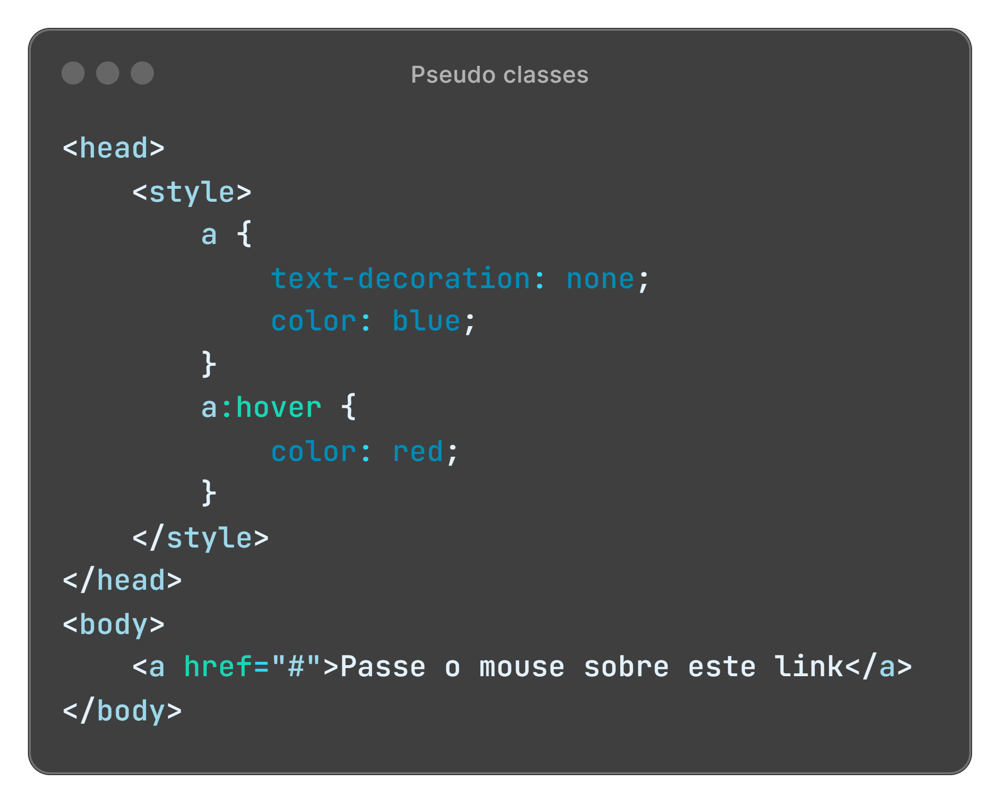 Pseudo classes
<head>
    <style>
        a {
            text-decoration: none;
            color: blue;
        }
        a:hover {
            color: red;
        }
    </style>
</head>
<body>
    <a href="#">Passe o mouse sobre este link</a>
</body>